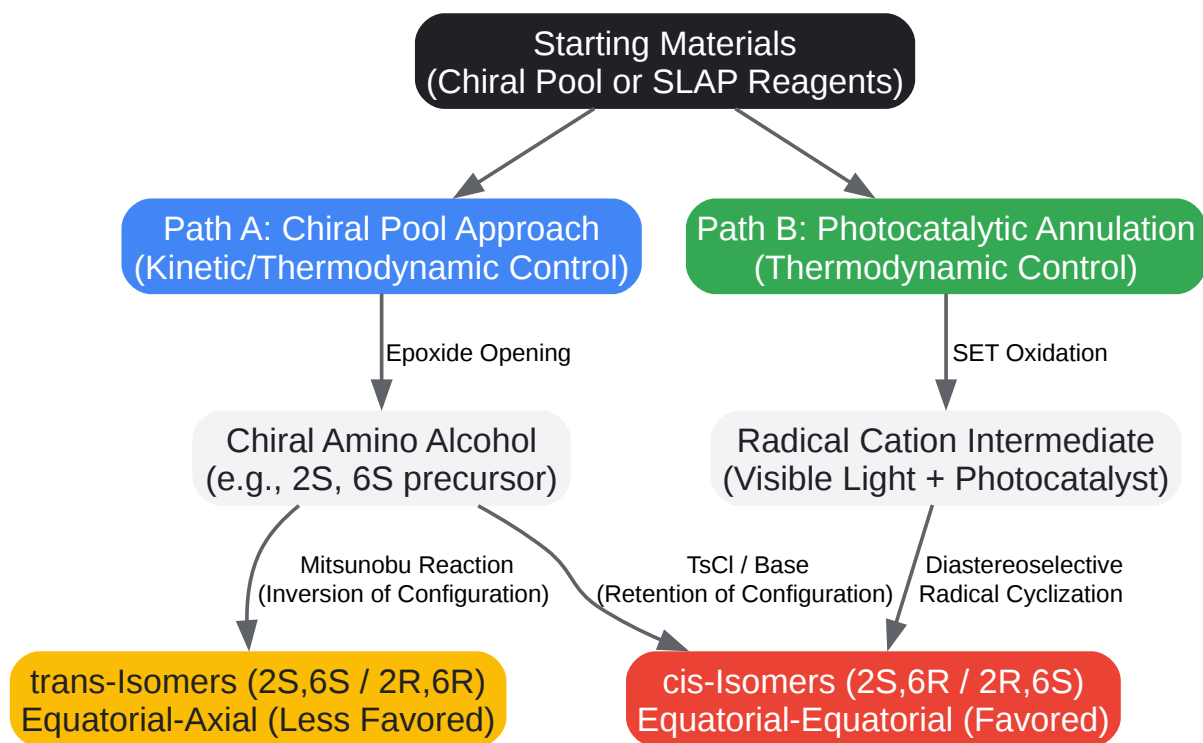 Starting Materials
(Chiral Pool or SLAP Reagents)
Path A: Chiral Pool Approach
(Kinetic/Thermodynamic Control)
Path B: Photocatalytic Annulation
(Thermodynamic Control)
Epoxide Opening
SET Oxidation
Chiral Amino Alcohol
(e.g., 2S, 6S precursor)
Radical Cation Intermediate
(Visible Light + Photocatalyst)
Mitsunobu Reaction
(Inversion of Configuration)
TsCl / Base
(Retention of Configuration)
Diastereoselective
Radical Cyclization
trans-Isomers (2S,6S / 2R,6R)
Equatorial-Axial (Less Favored)
cis-Isomers (2S,6R / 2R,6S)
Equatorial-Equatorial (Favored)